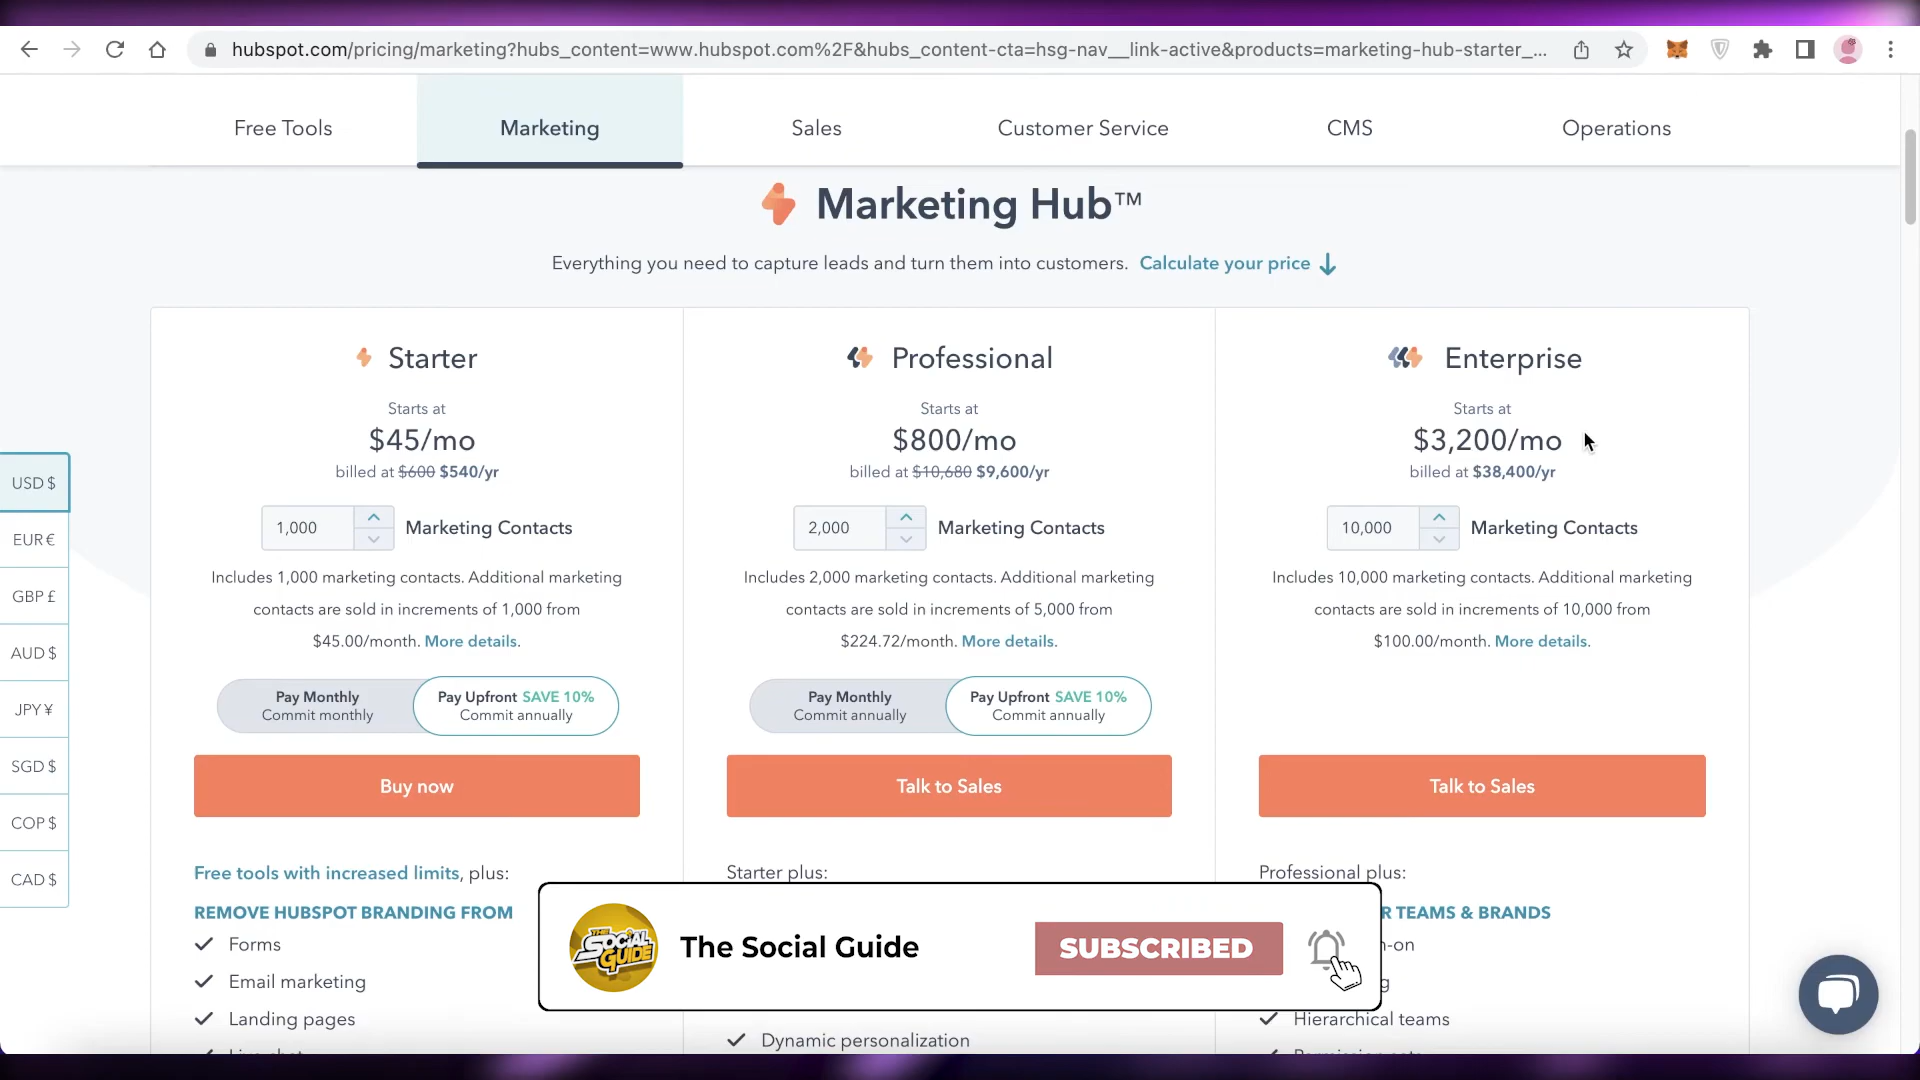 hubspot.com/pricing/marketing?hubs_content=www.hubspot.com%2F&hubs_content-cta=hsg-nav__link-active&products=marketing-hub-starter_...
Free Tools
Marketing
Sales
Customer Service
CMS
Operations
Marketing Hub™
Everything you need to capture leads and turn them into customers. Calculate your price
Starter
Starts at
$45/mo
billed at $600 $540/yr
1,000 Marketing Contacts
Includes 1,000 marketing contacts. Additional marketing
contacts are sold in increments of 1,000 from
$45.00/month. More details.
Pay Monthly
Commit monthly
Pay Upfront SAVE 10%
Commit annually
Buy now
Free tools with increased limits, plus:
REMOVE HUBSPOT BRANDING FROM
Forms
Email marketing
Landing pages
Live chat
Professional
Starts at
$800/mo
billed at $10,680 $9,600/yr
2,000 Marketing Contacts
Includes 2,000 marketing contacts. Additional marketing
contacts are sold in increments of 5,000 from
$224.72/month. More details.
Pay Monthly
Commit annually
Pay Upfront SAVE 10%
Commit annually
Talk to Sales
Starter plus:
Dynamic personalization
Enterprise
Starts at
$3,200/mo
billed at $38,400/yr
10,000 Marketing Contacts
Includes 10,000 marketing contacts. Additional marketing
contacts are sold in increments of 10,000 from
$100.00/month. More details.
Talk to Sales
Professional plus:
R TEAMS & BRANDS
n-on
g
Hierarchical teams
USD $
EUR €
GBP £
AUD $
JPY ¥
SGD $
COP $
CAD $
THE SOCIAL GUIDE
The Social Guide
SUBSCRIBED